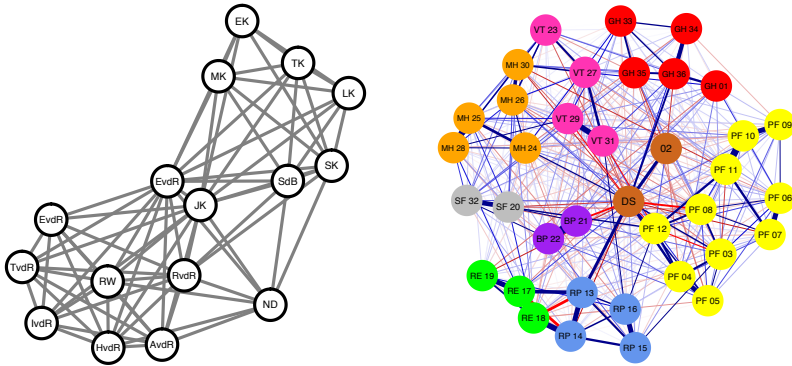 EK
TK
MK
LK
SK
EvdR
SdB
JK
EvdR
TvdR
RW
RvdR
ND
IvdR
HvdR
AvdR
VT 23
GH 33
GH 34
MH 30
VT 27
GH 35
GH 36
GH 01
MH 26
MH 25
VT 29
PF 09
PF 10
MH 28
MH 24
VT 31
02
PF 11
SF 32
SF 20
DS
PF 06
BP 21
PF 08
PF 12
PF 07
BP 22
PF 03
RE 19
PF 04
RE 17
RP 13
PF 05
RE 18
RP 16
RP 14
RP 15